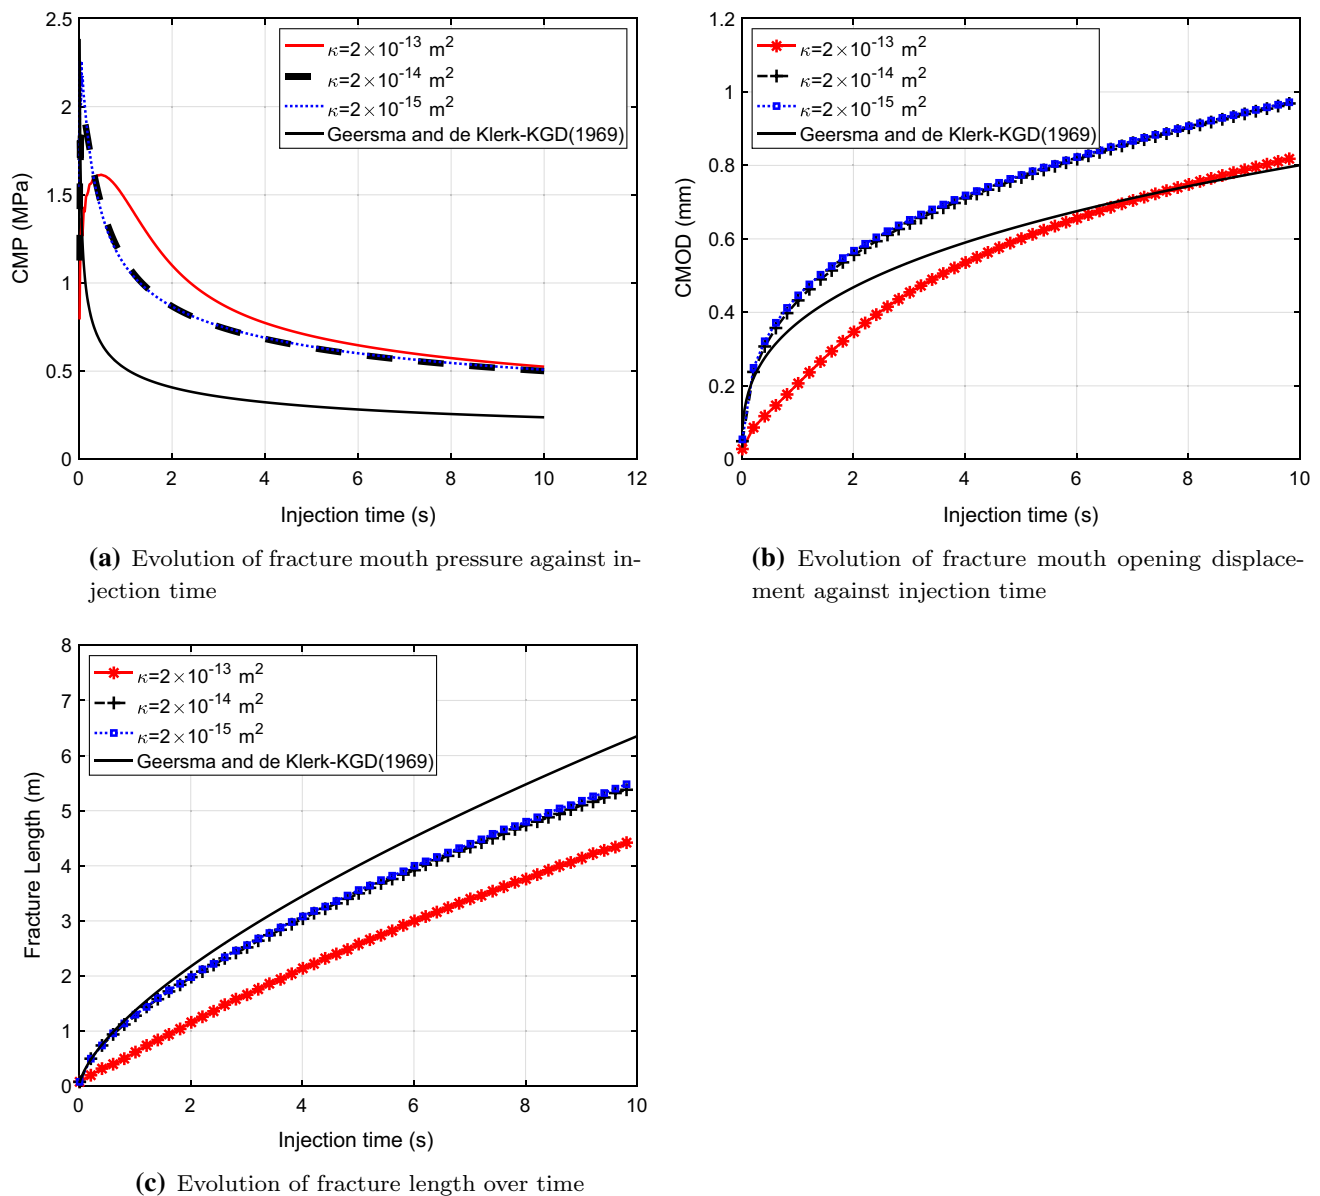 2.5
2
1.5
1
0.5
0
0 2 4 6 8 10 12
CMP (MPa)
Injection time (s)
κ=2×10⁻¹³ m²
κ=2×10⁻¹⁴ m²
κ=2×10⁻¹⁵ m²
Geersma and de Klerk-KGD(1969)
(a) Evolution of fracture mouth pressure against in-
jection time
1.2
1
0.8
0.6
0.4
0.2
0
0 2 4 6 8 10
CMOD (mm)
Injection time (s)
κ=2×10⁻¹³ m²
κ=2×10⁻¹⁴ m²
κ=2×10⁻¹⁵ m²
Geersma and de Klerk-KGD(1969)
(b) Evolution of fracture mouth opening displace-
ment against injection time
8
7
6
5
4
3
2
1
0
0 2 4 6 8 10
Fracture Length (m)
Injection time (s)
κ=2×10⁻¹³ m²
κ=2×10⁻¹⁴ m²
κ=2×10⁻¹⁵ m²
Geersma and de Klerk-KGD(1969)
(c) Evolution of fracture length over time